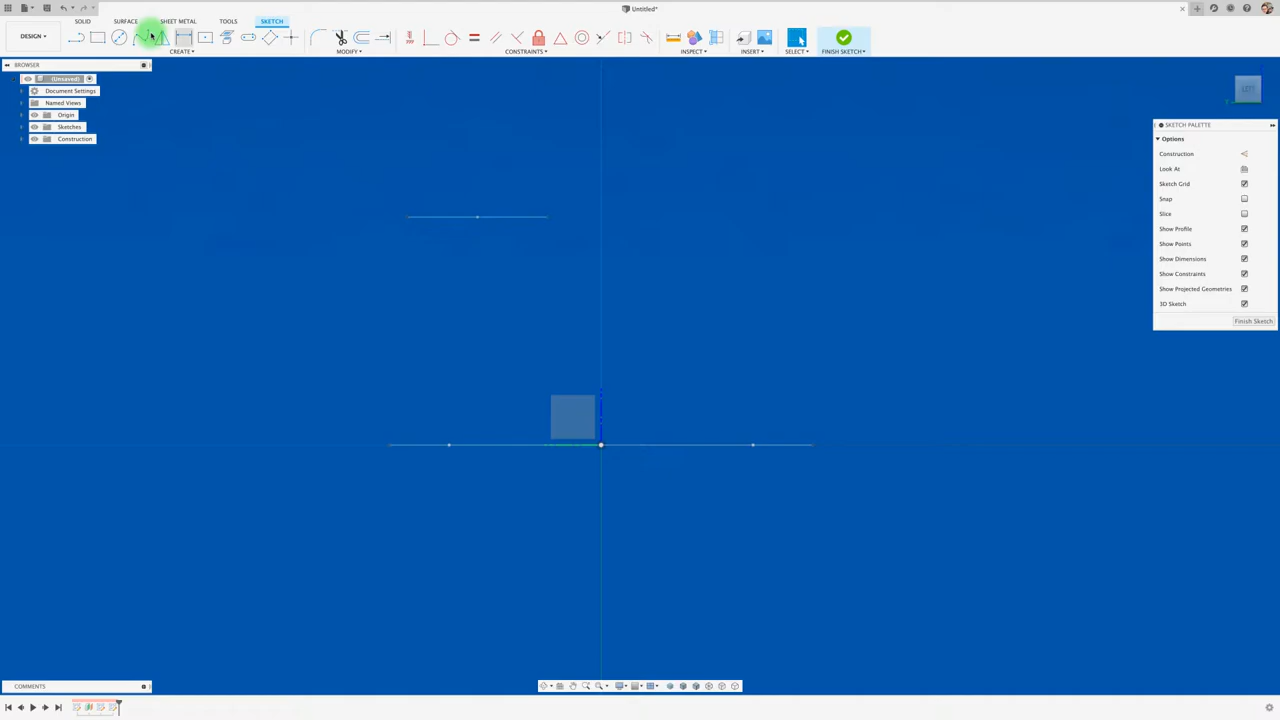 Untitled*
SOLID SURFACE SHEET METAL TOOLS SKETCH
DESIGN ▾
CREATE ▾ MODIFY ▾ CONSTRAINTS ▾ INSPECT ▾ INSERT ▾ SELECT ▾ FINISH SKETCH ▾
BROWSER
(Unsaved)
Document Settings
Named Views
Origin
Sketches
Construction
SKETCH PALETTE
Options
Construction
Look At
Sketch Grid
Snap
Slice
Show Profile
Show Points
Show Dimensions
Show Constraints
Show Projected Geometries
3D Sketch
Finish Sketch
COMMENTS